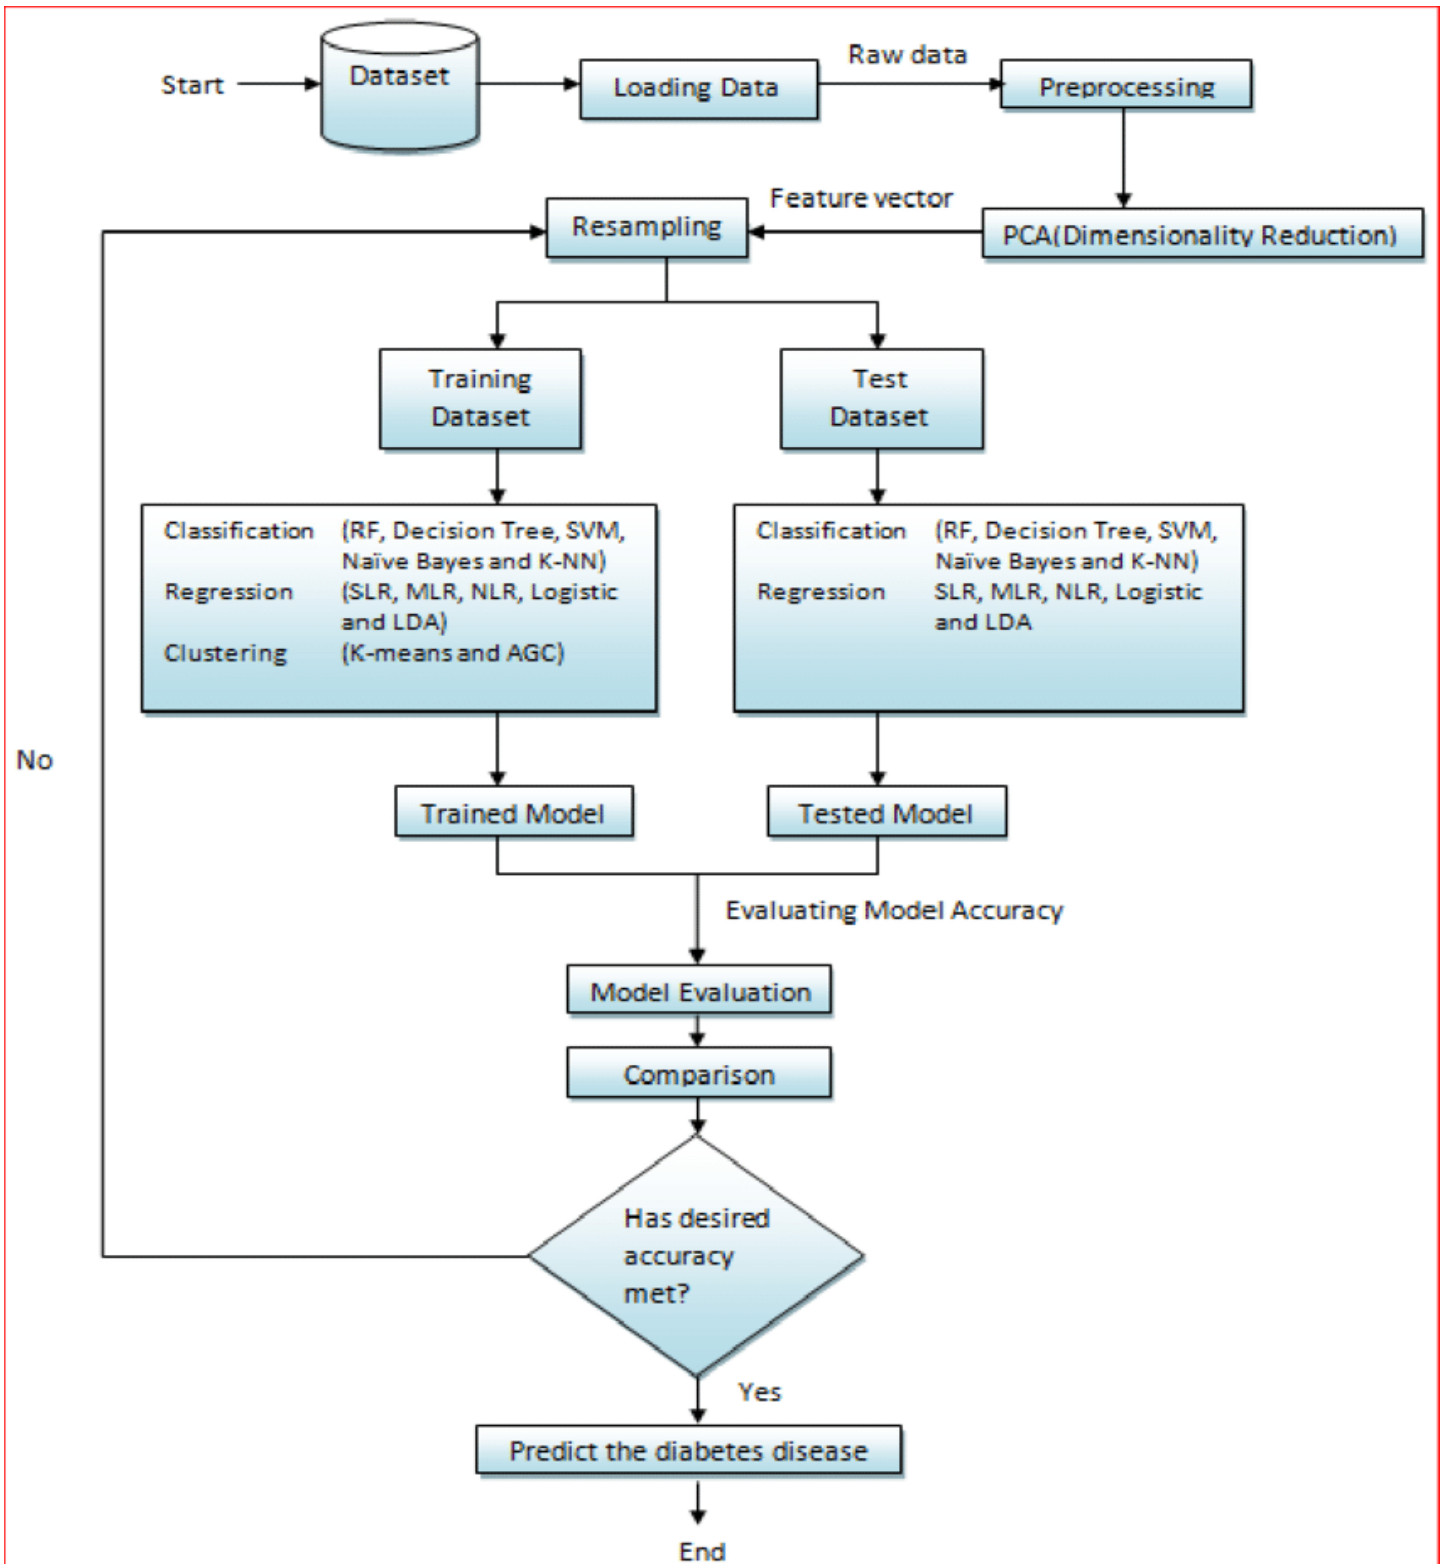 Start
Dataset
Loading Data
Raw data
Preprocessing
PCA(Dimensionality Reduction)
Feature vector
Resampling
Training
Dataset
Test
Dataset
Classification (RF, Decision Tree, SVM,
Naïve Bayes and K-NN)
Regression (SLR, MLR, NLR, Logistic
and LDA)
Clustering (K-means and AGC)
Classification (RF, Decision Tree, SVM,
Naïve Bayes and K-NN)
Regression SLR, MLR, NLR, Logistic
and LDA
No
Trained Model
Tested Model
Evaluating Model Accuracy
Model Evaluation
Comparison
Has desired
accuracy
met?
Yes
Predict the diabetes disease
End